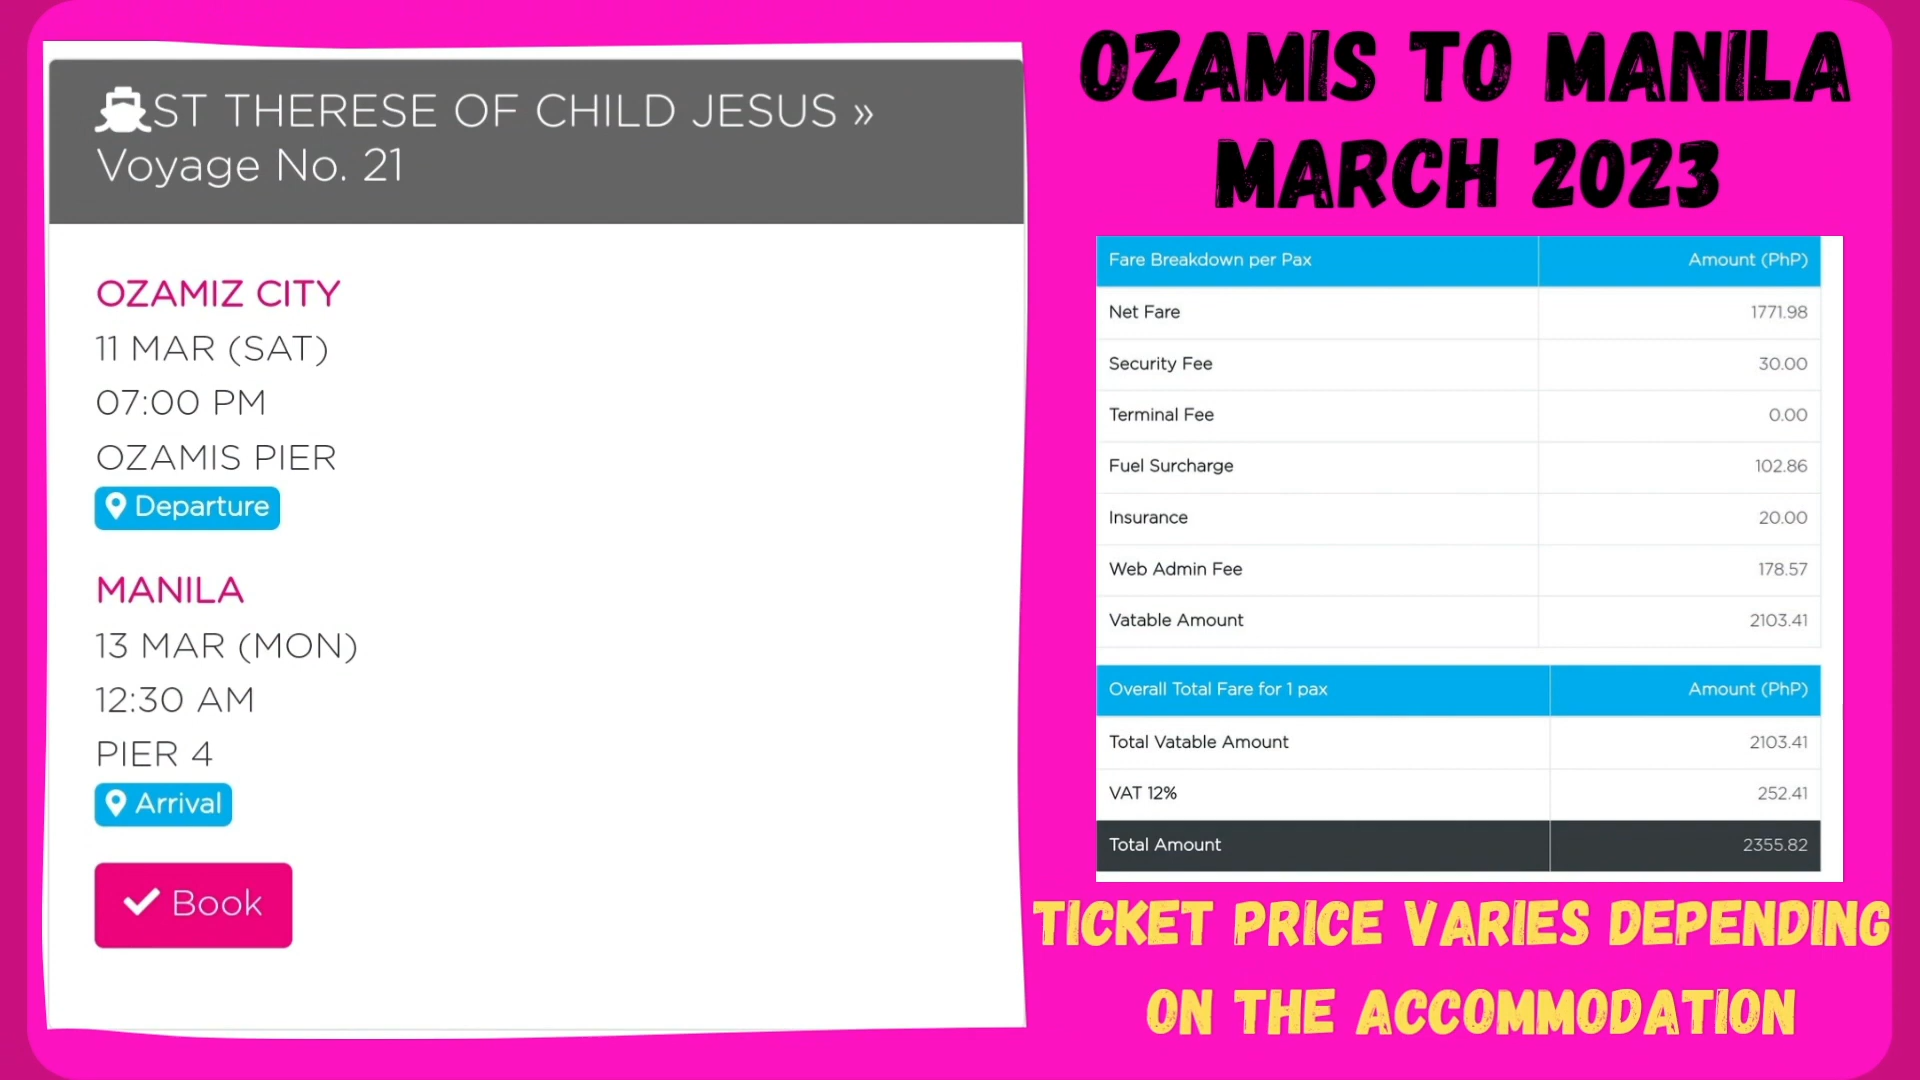 ST THERESE OF CHILD JESUS »
Voyage No. 21
OZAMIZ CITY
11 MAR (SAT)
07:00 PM
OZAMIS PIER
Departure
MANILA
13 MAR (MON)
12:30 AM
PIER 4
Arrival
Book
OZAMIS TO MANILA
MARCH 2023
Fare Breakdown per Pax Amount (PhP)
Net Fare 1771.98
Security Fee 30.00
Terminal Fee 0.00
Fuel Surcharge 102.86
Insurance 20.00
Web Admin Fee 178.57
Vatable Amount 2103.41
Overall Total Fare for 1 pax Amount (PhP)
Total Vatable Amount 2103.41
VAT 12% 252.41
Total Amount 2355.82
TICKET PRICE VARIES DEPENDING
ON THE ACCOMMODATION